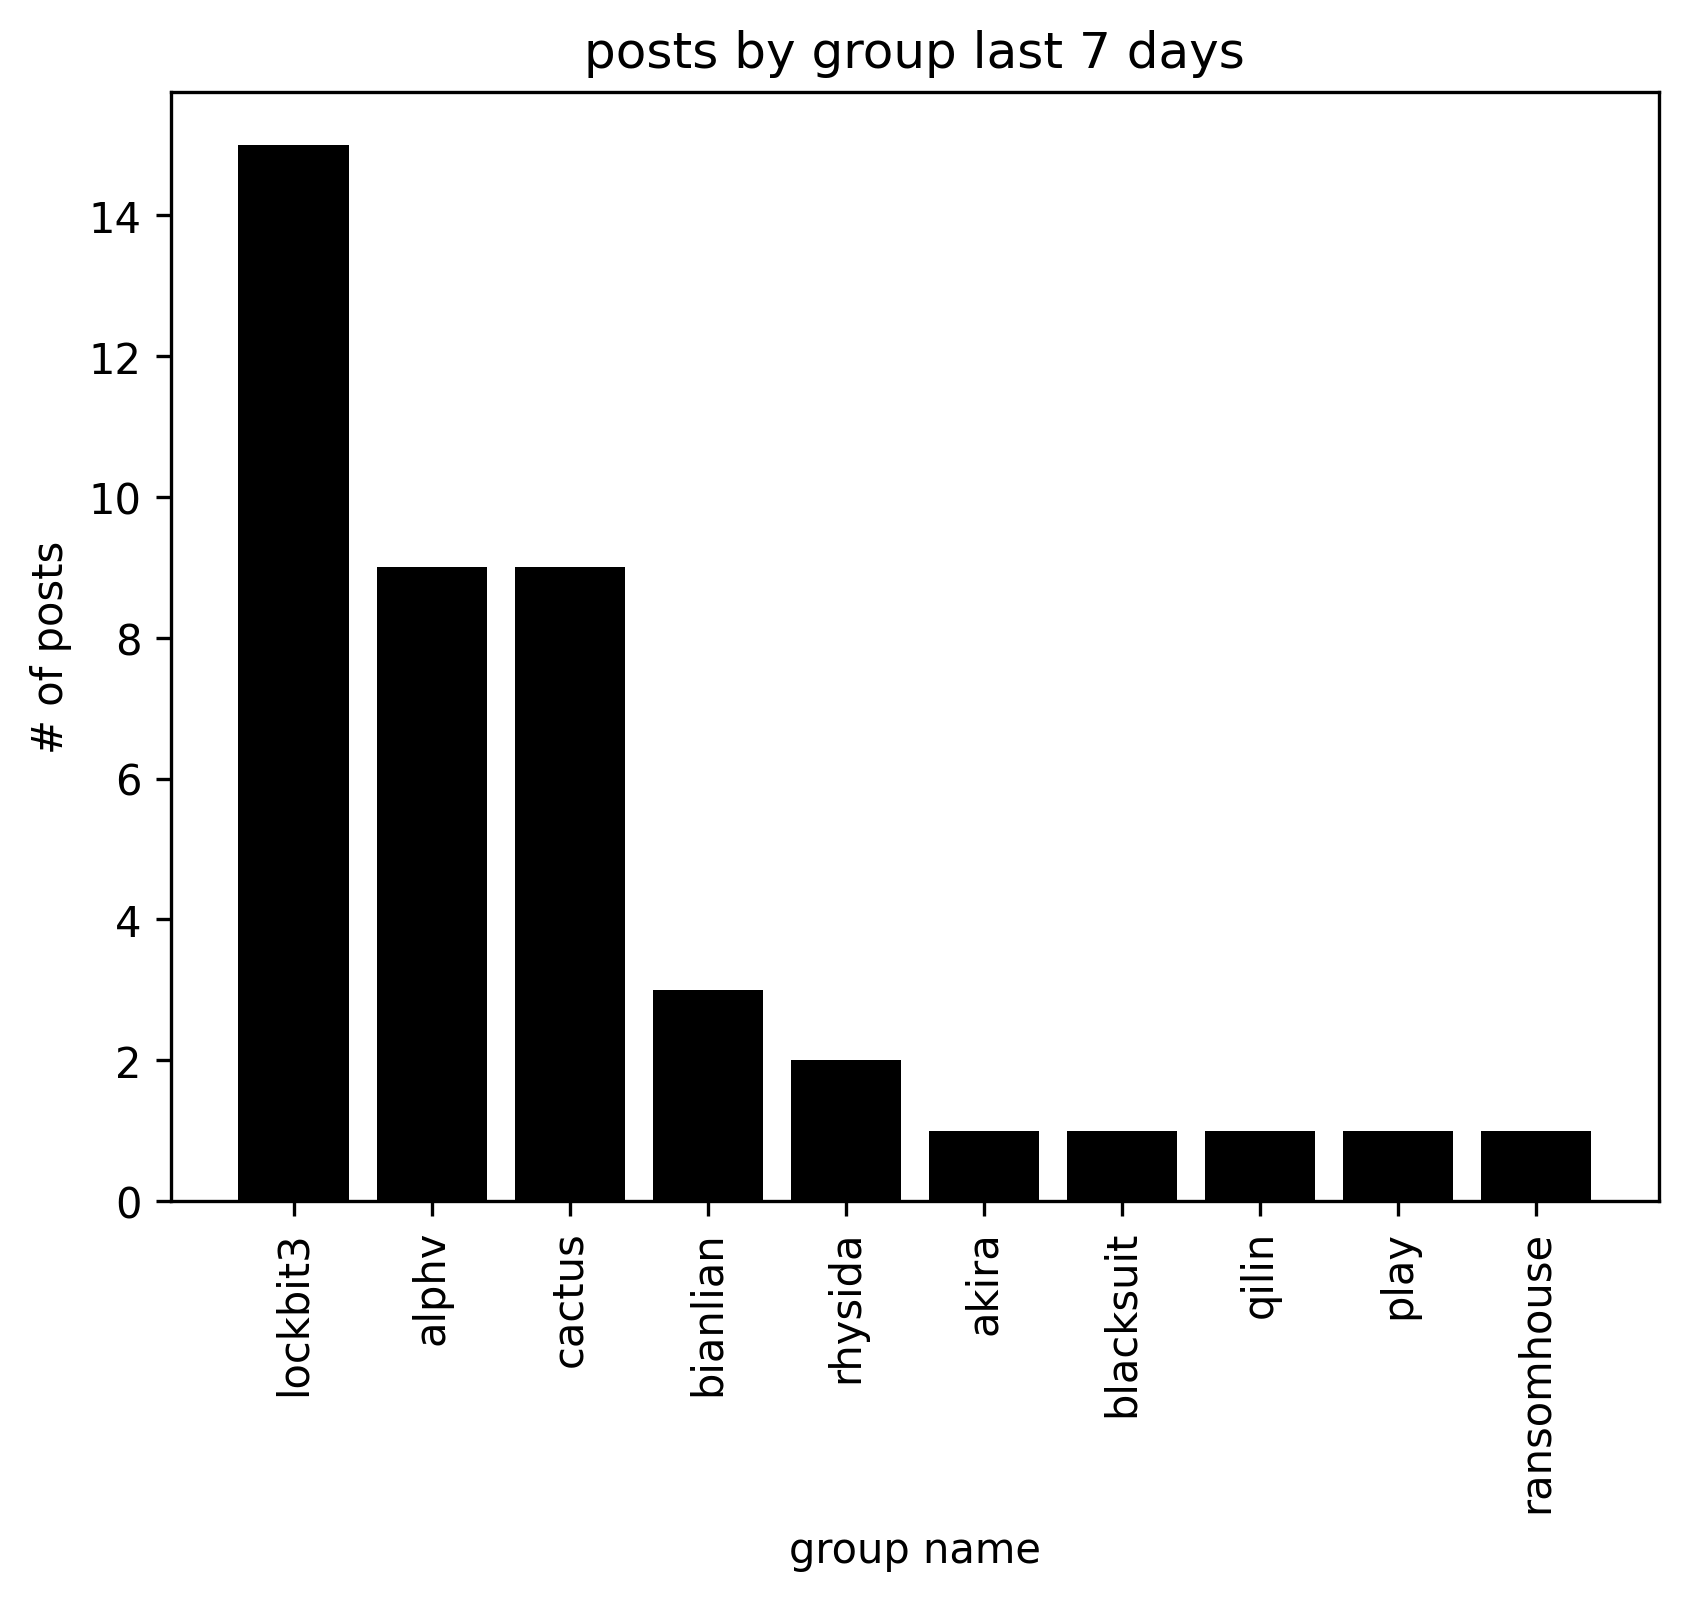 posts by group last 7 days
# of posts
14
12
10
8
6
4
2
0
lockbit3
alphv
cactus
bianlian
rhysida
akira
blacksuit
qilin
play
ransomhouse
group name